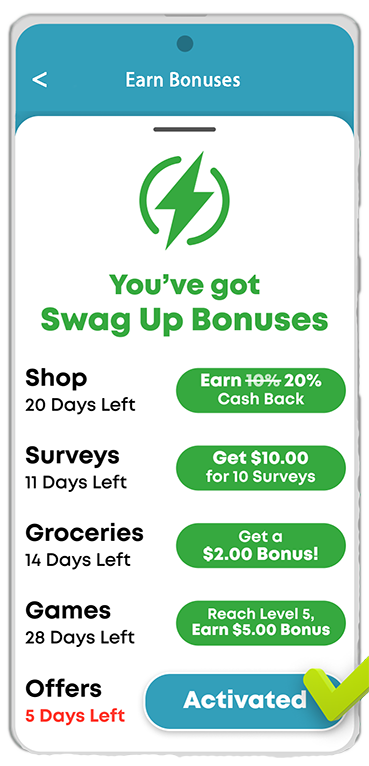 < Earn Bonuses
You've got
Swag Up Bonuses
Shop
20 Days Left
Earn 10% 20%
Cash Back
Surveys
11 Days Left
Get $10.00
for 10 Surveys
Groceries
14 Days Left
Get a
$2.00 Bonus!
Games
28 Days Left
Reach Level 5,
Earn $5.00 Bonus
Offers
5 Days Left
Activated